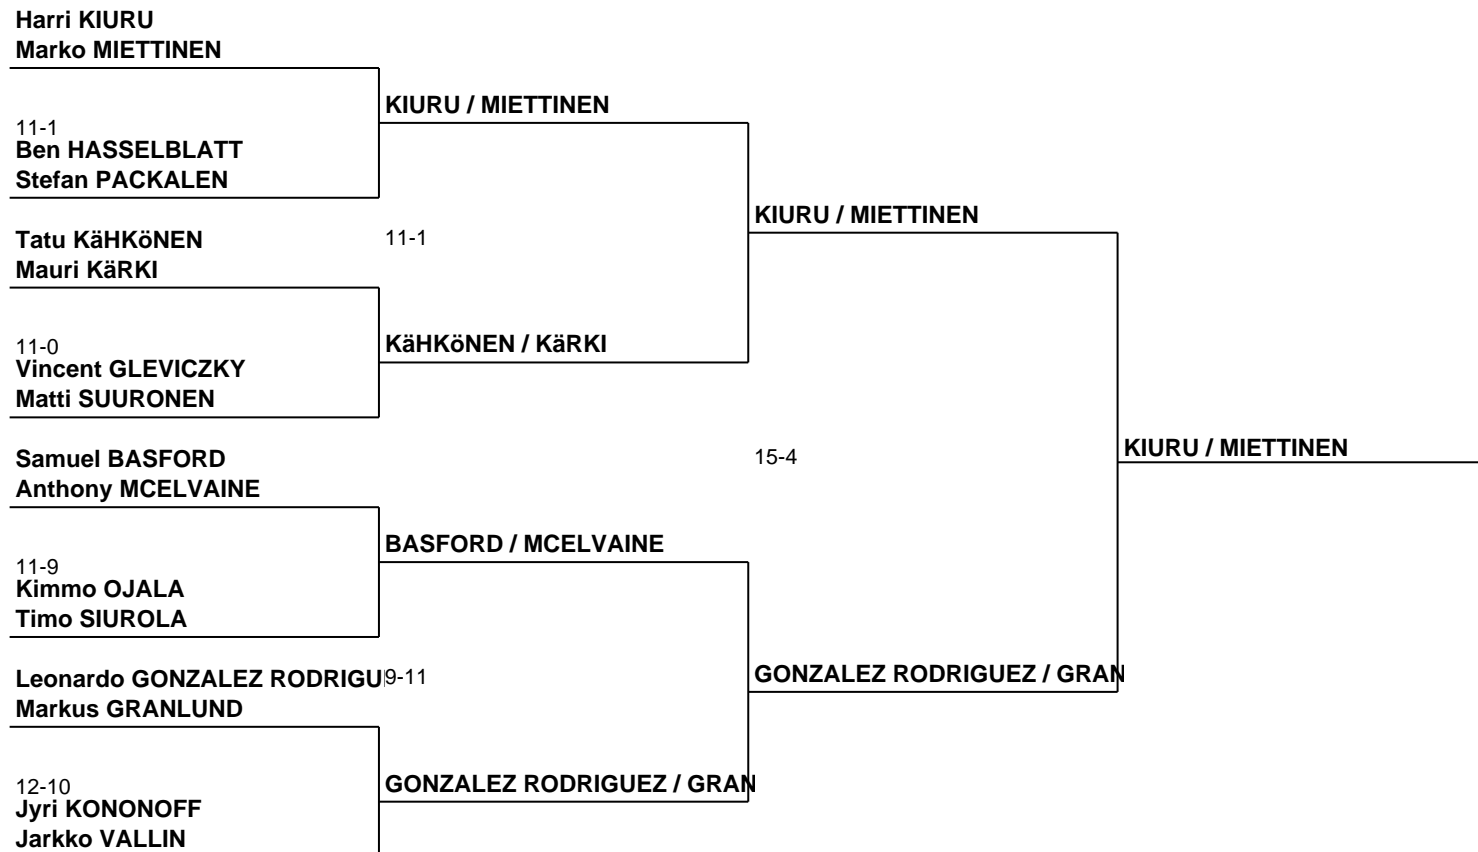 Harri KIURU
Marko MIETTINEN
KIURU / MIETTINEN
11-1
Ben HASSELBLATT
Stefan PACKALEN
KIURU / MIETTINEN
Tatu KäHKöNEN
11-1
Mauri KäRKI
KäHKöNEN / KäRKI
11-0
Vincent GLEVICZKY
Matti SUURONEN
KIURU / MIETTINEN
Samuel BASFORD
15-4
Anthony MCELVAINE
BASFORD / MCELVAINE
11-9
Kimmo OJALA
Timo SIUROLA
Leonardo GONZALEZ RODRIGU
9-11
GONZALEZ RODRIGUEZ / GRAN
Markus GRANLUND
12-10
GONZALEZ RODRIGUEZ / GRAN
Jyri KONONOFF
Jarkko VALLIN